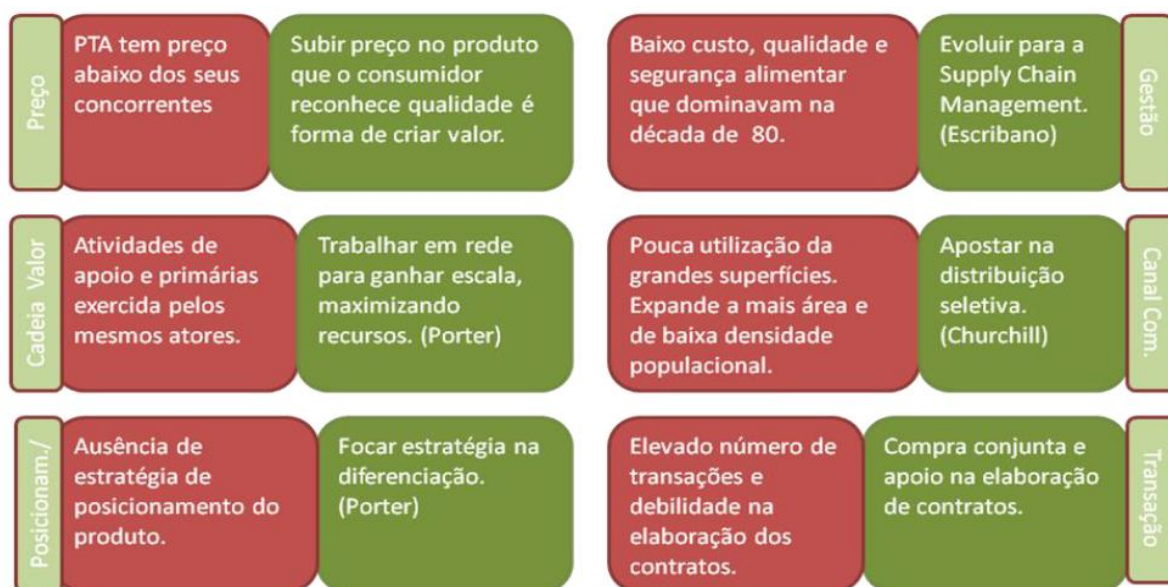 Preço
PTA tem preço
abaixo dos seus
concorrentes
Subir preço no produto
que o consumidor
reconhece qualidade é
forma de criar valor.
Baixo custo, qualidade e
segurança alimentar
que dominavam na
década de 80.
Evoluir para a
Supply Chain
Management.
(Escribano)
Gestão
Cadeia Valor
Atividades de
apoio e primárias
exercida pelos
mesmos atores.
Trabalhar em rede
para ganhar escala,
maximizando
recursos. (Porter)
Pouca utilização da
grandes superfícies.
Expande a mais área e
de baixa densidade
populacional.
Apostar na
distribuição
seletiva.
(Churchill)
Canal Com.
Posicionam./
Ausência de
estratégia de
posicionamento do
produto.
Focar estratégia na
diferenciação.
(Porter)
Elevado número de
transações e
debilidade na
elaboração dos
contratos.
Compra conjunta e
apoio na elaboração
de contratos.
Transação